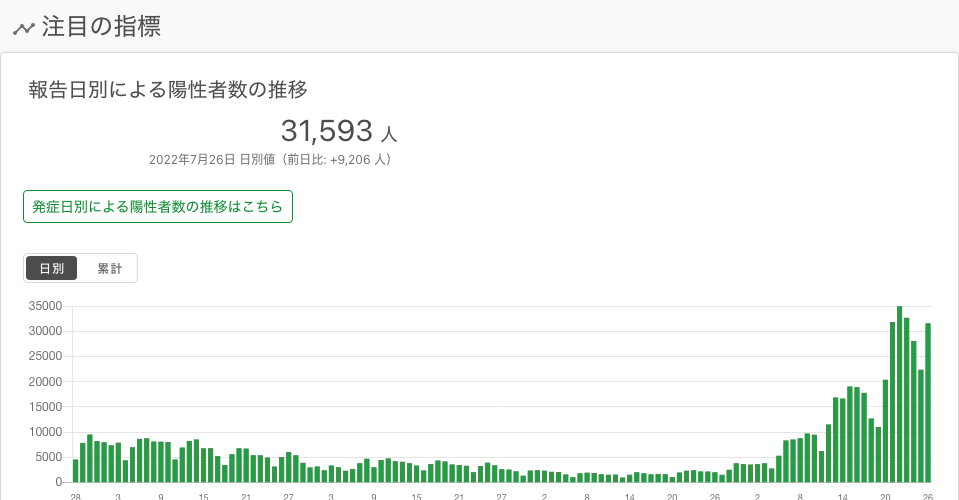 注目の指標
報告日別による陽性者数の推移
31,593 人
2022年7月26日 日別値（前日比: +9,206 人）
発症日別による陽性者数の推移はこちら
日別 累計
35000
30000
25000
20000
15000
10000
5000
0
28 3 9 15 21 27 3 9 15 21 27 2 8 14 20 26 2 8 14 20 26